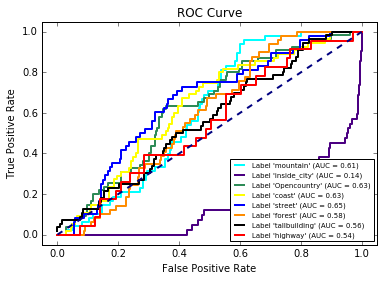 ROC Curve
1.0
0.8
0.6
0.4
0.2
0.0
True Positive Rate
Label 'mountain' (AUC = 0.61)
Label 'inside_city' (AUC = 0.14)
Label 'Opencountry' (AUC = 0.63)
Label 'coast' (AUC = 0.63)
Label 'street' (AUC = 0.65)
Label 'forest' (AUC = 0.58)
Label 'tallbuilding' (AUC = 0.56)
Label 'highway' (AUC = 0.54)
0.0 0.2 0.4 0.6 0.8 1.0
False Positive Rate